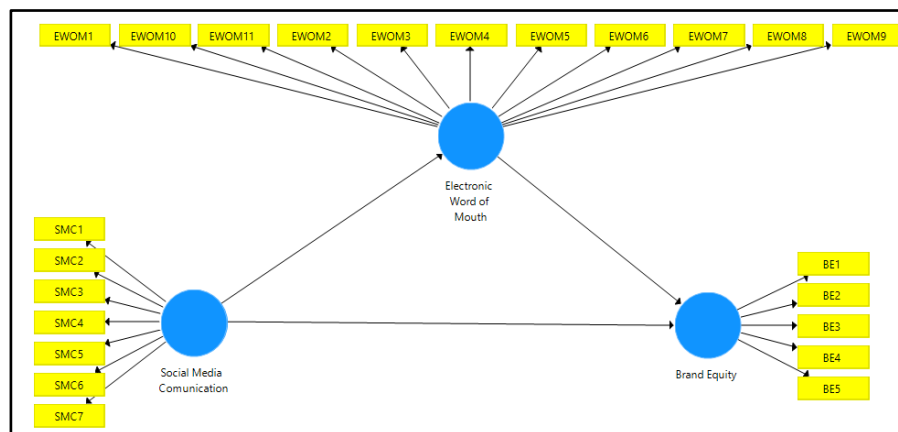 EWOM1 EWOM10 EWOM11 EWOM2 EWOM3 EWOM4 EWOM5 EWOM6 EWOM7 EWOM8 EWOM9
Electronic
Word of
Mouth
SMC1
SMC2
SMC3
SMC4
SMC5
SMC6
SMC7
Social Media
Comunication
BE1
BE2
BE3
BE4
BE5
Brand Equity